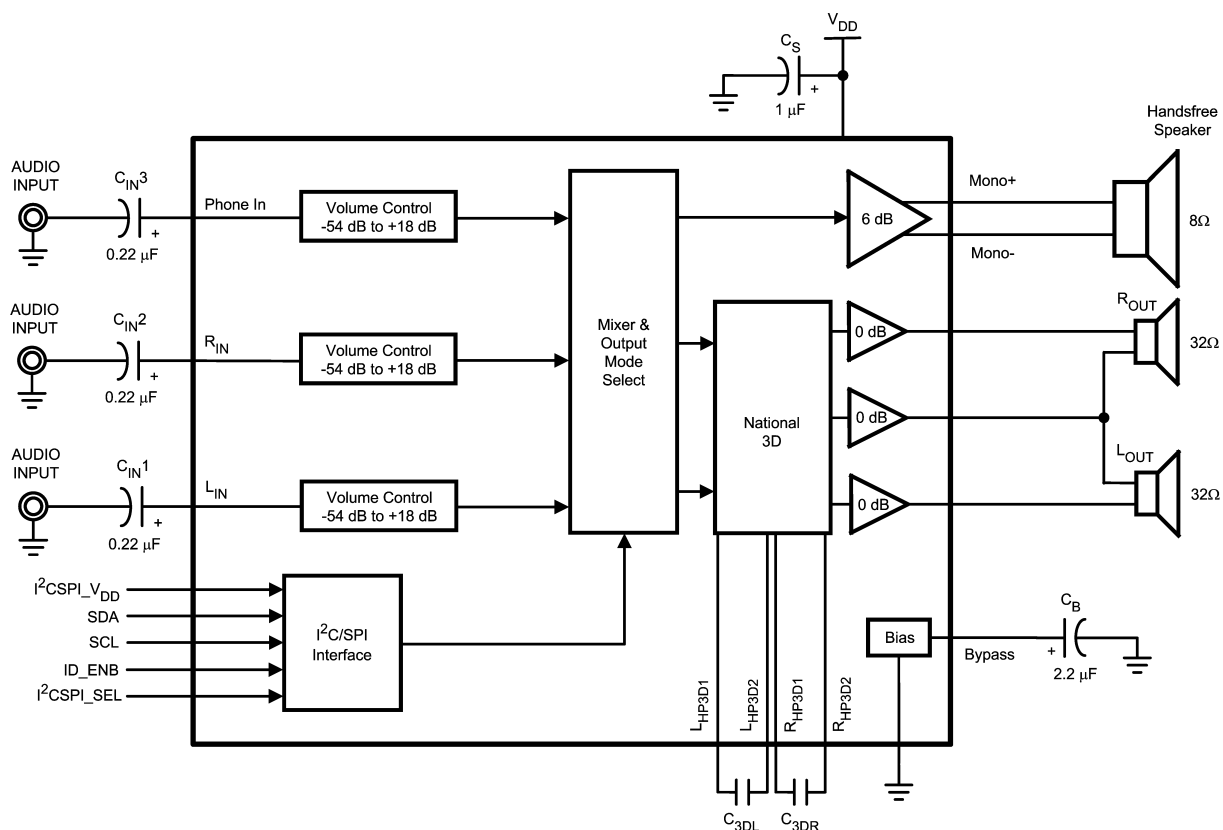 V_DD
C_S
+
1 µF
Handsfree
Speaker
AUDIO
INPUT
C_IN3
+
0.22 µF
Phone In
Volume Control
-54 dB to +18 dB
6 dB
Mono+
Mono-
8Ω
AUDIO
INPUT
C_IN2
+
0.22 µF
R_IN
Volume Control
-54 dB to +18 dB
Mixer &
Output
Mode
Select
0 dB
R_OUT
32Ω
National
3D
0 dB
AUDIO
INPUT
C_IN1
+
0.22 µF
L_IN
Volume Control
-54 dB to +18 dB
0 dB
L_OUT
32Ω
I²CSPI_V_DD
SDA
SCL
ID_ENB
I²CSPI_SEL
I²C/SPI
Interface
Bias
Bypass
C_B
+
2.2 µF
L_HP3D1
L_HP3D2
R_HP3D1
R_HP3D2
C_3DL
C_3DR